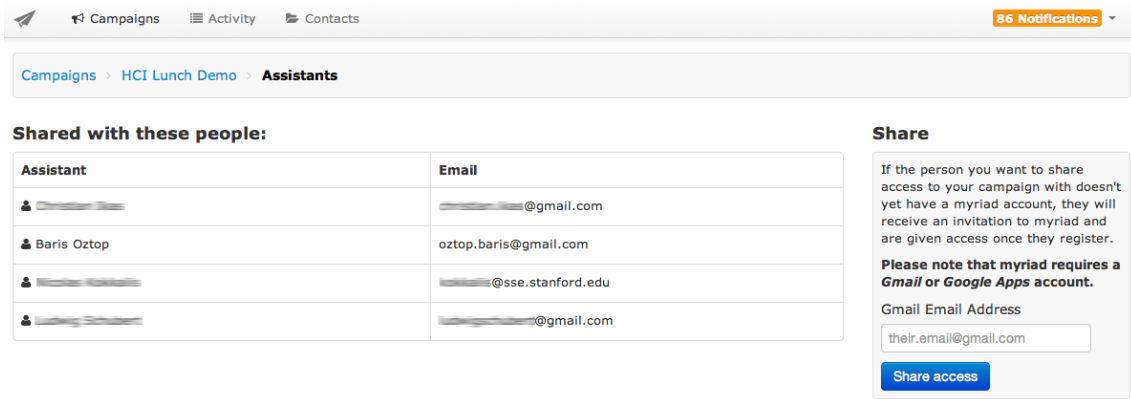 Campaigns Activity Contacts 86 Notifications
Campaigns › HCI Lunch Demo › Assistants
Shared with these people:
Assistant Email
@gmail.com
Baris Oztop oztop.baris@gmail.com
@sse.stanford.edu
@gmail.com
Share
If the person you want to share
access to your campaign with doesn't
yet have a myriad account, they will
receive an invitation to myriad and
are given access once they register.
Please note that myriad requires a
Gmail or Google Apps account.
Gmail Email Address
their.email@gmail.com
Share access